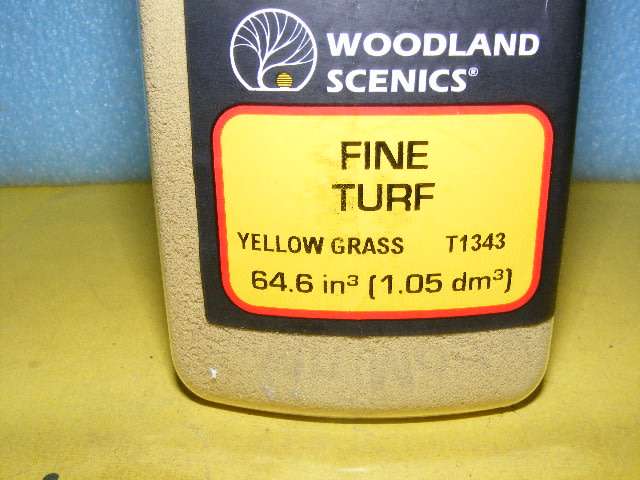 WOODLAND
SCENICS®
FINE
TURF
YELLOW GRASS T1343
64.6 in³ (1.05 dm³)